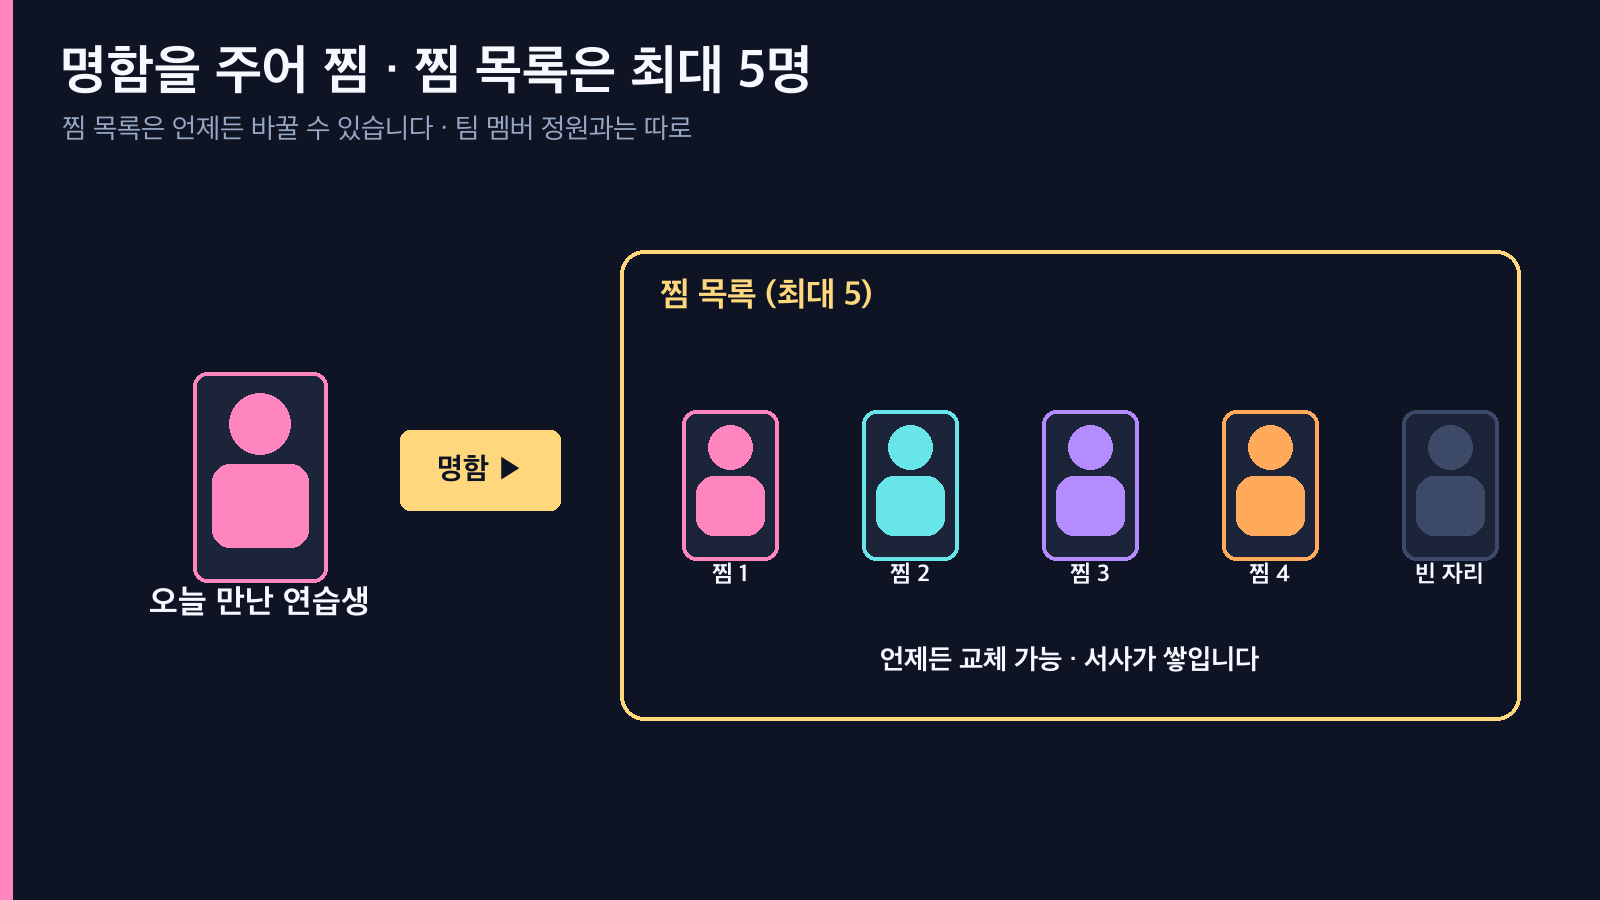 명함을 주어 찜 · 찜 목록은 최대 5명
찜 목록은 언제든 바꿀 수 있습니다 · 팀 멤버 정원과는 따로
찜 목록 (최대 5)
명함 ▶
오늘 만난 연습생
찜 1
찜 2
찜 3
찜 4
빈 자리
언제든 교체 가능 · 서사가 쌓입니다